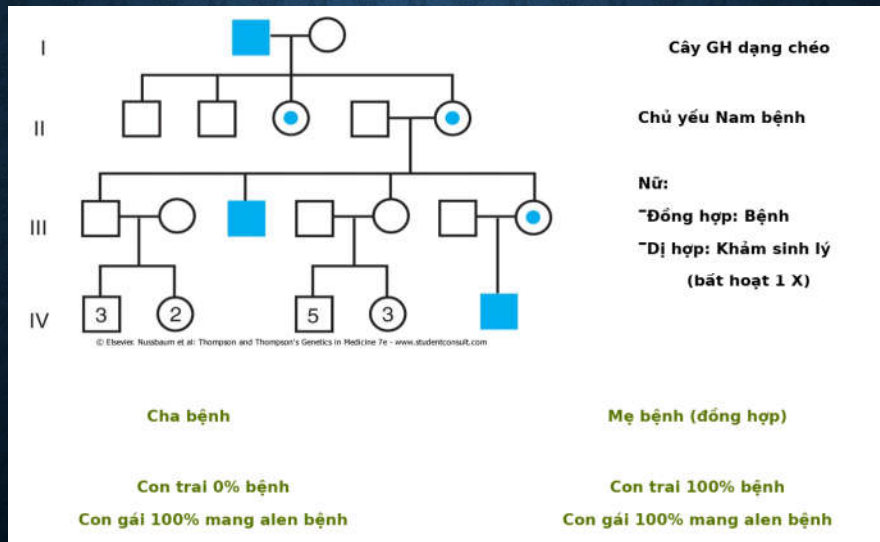 I
Cây GH dạng chéo
II
Chủ yếu Nam bệnh
Nữ:
-Đồng hợp: Bệnh
-Dị hợp: Khảm sinh lý
(bất hoạt 1 X)
III
IV
3
2
5
3
© Elsevier. Nussbaum et al: Thompson and Thompson's Genetics in Medicine 7e - www.studentconsult.com
Cha bệnh
Con trai 0% bệnh
Con gái 100% mang alen bệnh
Mẹ bệnh (đồng hợp)
Con trai 100% bệnh
Con gái 100% mang alen bệnh